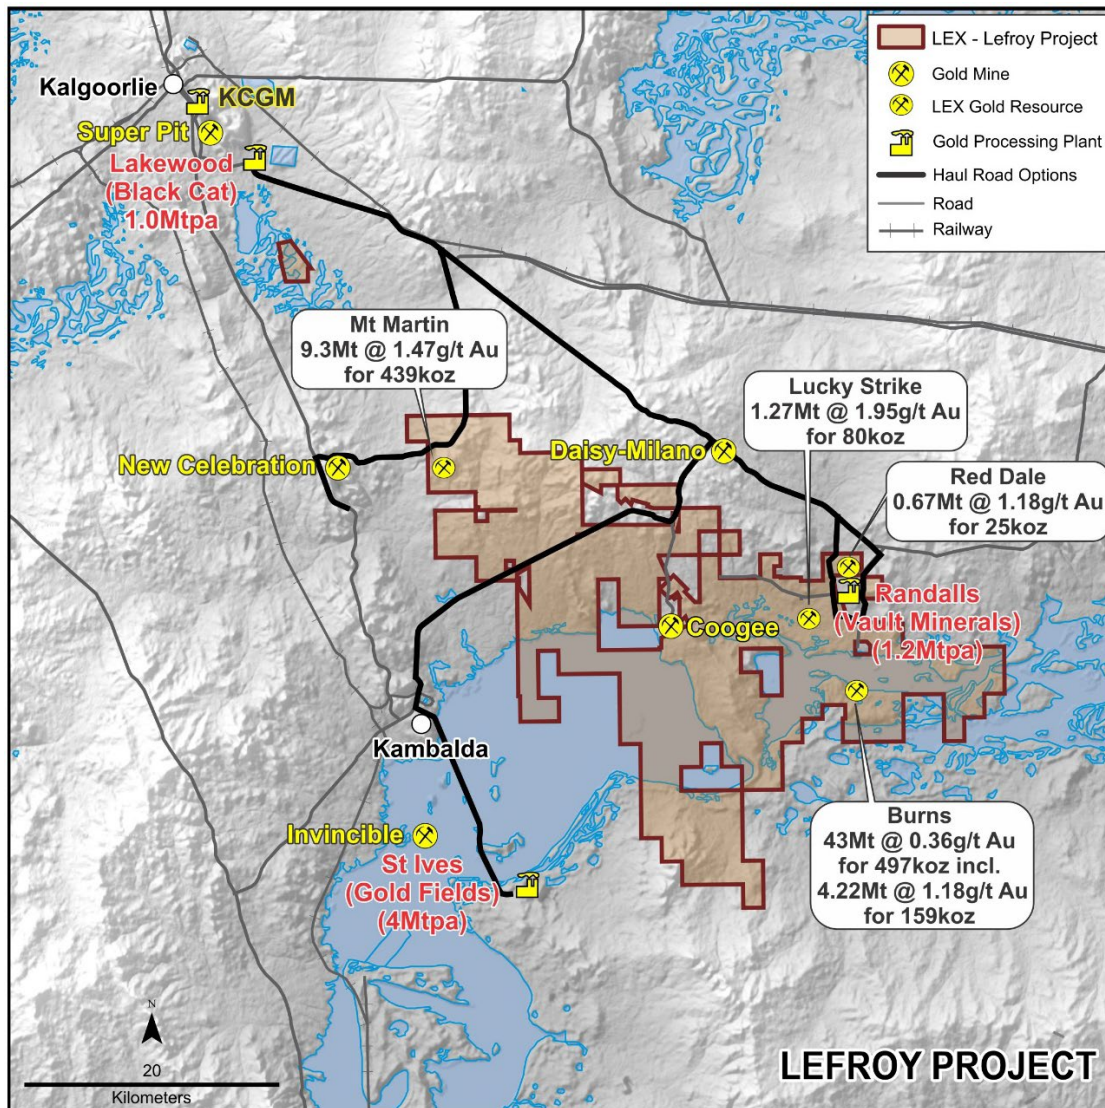 LEX - Lefroy Project
Gold Mine
LEX Gold Resource
Gold Processing Plant
Haul Road Options
Road
Railway
Kalgoorlie
KCGM
Super Pit
Lakewood
(Black Cat)
1.0Mtpa
Mt Martin
9.3Mt @ 1.47g/t Au
for 439koz
Lucky Strike
1.27Mt @ 1.95g/t Au
for 80koz
New Celebration
Daisy-Milano
Red Dale
0.67Mt @ 1.18g/t Au
for 25koz
Randalls
(Vault Minerals)
(1.2Mtpa)
Coogee
Kambalda
Invincible
St Ives
(Gold Fields)
(4Mtpa)
Burns
43Mt @ 0.36g/t Au
for 497koz incl.
4.22Mt @ 1.18g/t Au
for 159koz
N
20
Kilometers
LEFROY PROJECT